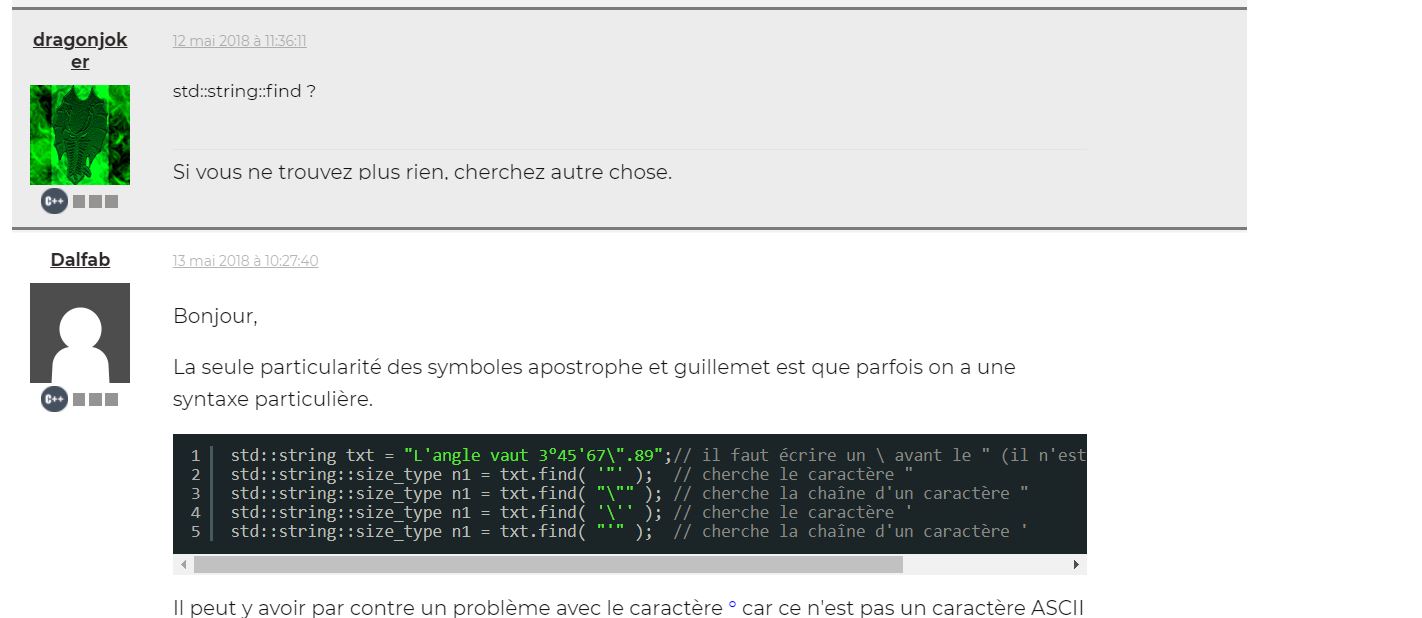 dragonjok
er
12 mai 2018 à 11:36:11
std::string::find ?
Si vous ne trouvez plus rien, cherchez autre chose.
C++
Dalfab
13 mai 2018 à 10:27:40
Bonjour,
La seule particularité des symboles apostrophe et guillemet est que parfois on a une
syntaxe particulière.
C++
1 std::string txt = "L'angle vaut 3°45'67\".89";// il faut écrire un \ avant le " (il n'est
2 std::string::size_type n1 = txt.find( '"' );  // cherche le caractère "
3 std::string::size_type n1 = txt.find( "\"" ); // cherche la chaîne d'un caractère "
4 std::string::size_type n1 = txt.find( '\'' ); // cherche le caractère '
5 std::string::size_type n1 = txt.find( "'" );  // cherche la chaîne d'un caractère '
Il peut y avoir par contre un problème avec le caractère ° car ce n'est pas un caractère ASCII